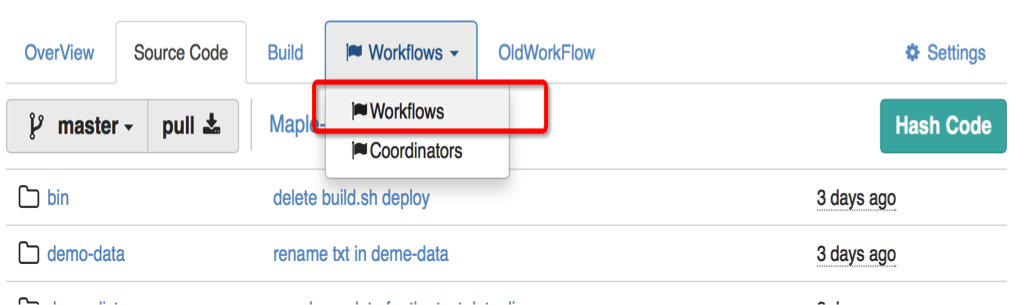 OverView Source Code Build Workflows OldWorkFlow Settings
master pull Maple- Workflows Hash Code
Coordinators
bin delete build.sh deploy 3 days ago
demo-data rename txt in deme-data 3 days ago